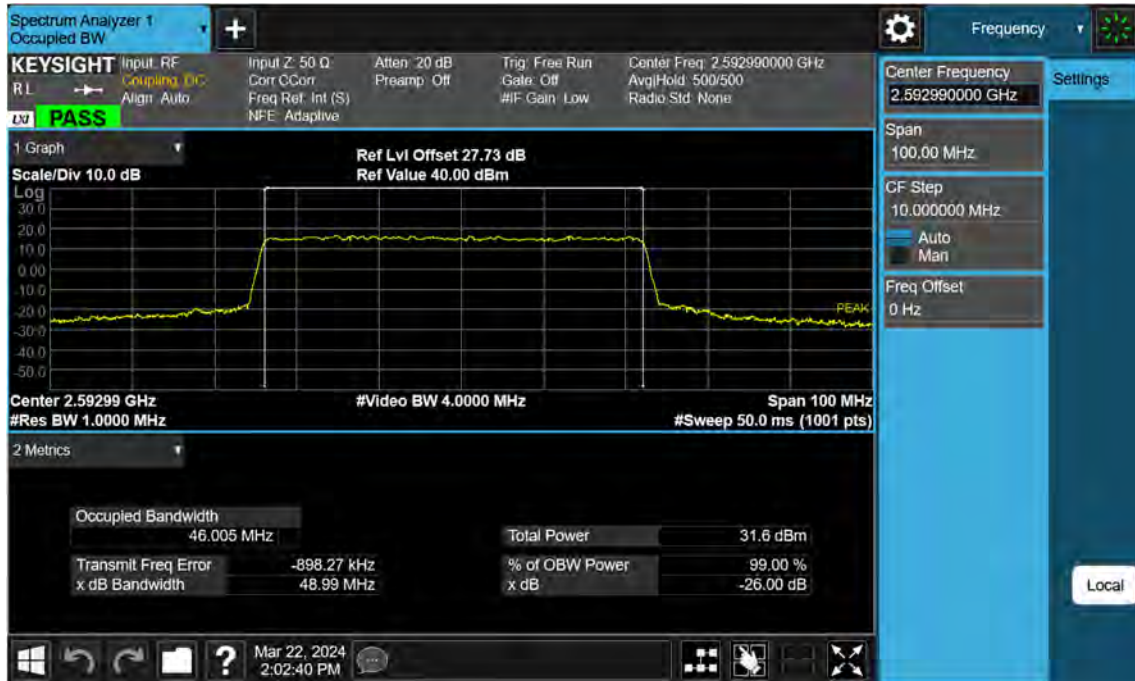 Spectrum Analyzer 1
Occupied BW
+
Frequency
KEYSIGHT
RL
LXI PASS
Input: RF
Coupling: DC
Align: Auto
Input Z: 50 Ω
Corr CCorr
Freq Ref: Int (S)
NFE: Adaptive
Atten: 20 dB
Preamp: Off
Trig: Free Run
Gate: Off
#IF Gain: Low
Center Freq: 2.592990000 GHz
Avg|Hold: 500/500
Radio Std: None
Center Frequency
2.592990000 GHz
Settings
Span
100.00 MHz
CF Step
10.000000 MHz
Auto
Man
Freq Offset
0 Hz
Local
1 Graph
Scale/Div 10.0 dB
Ref Lvl Offset 27.73 dB
Ref Value 40.00 dBm
Log
30.0
20.0
10.0
0.00
-10.0
-20.0
-30.0
-40.0
-50.0
PEAK
Center 2.59299 GHz
#Video BW 4.0000 MHz
Span 100 MHz
#Res BW 1.0000 MHz
#Sweep 50.0 ms (1001 pts)
2 Metrics
Occupied Bandwidth
46.005 MHz
Total Power 31.6 dBm
Transmit Freq Error -898.27 kHz
% of OBW Power 99.00 %
x dB Bandwidth 48.99 MHz
x dB -26.00 dB
?
Mar 22, 2024
2:02:40 PM